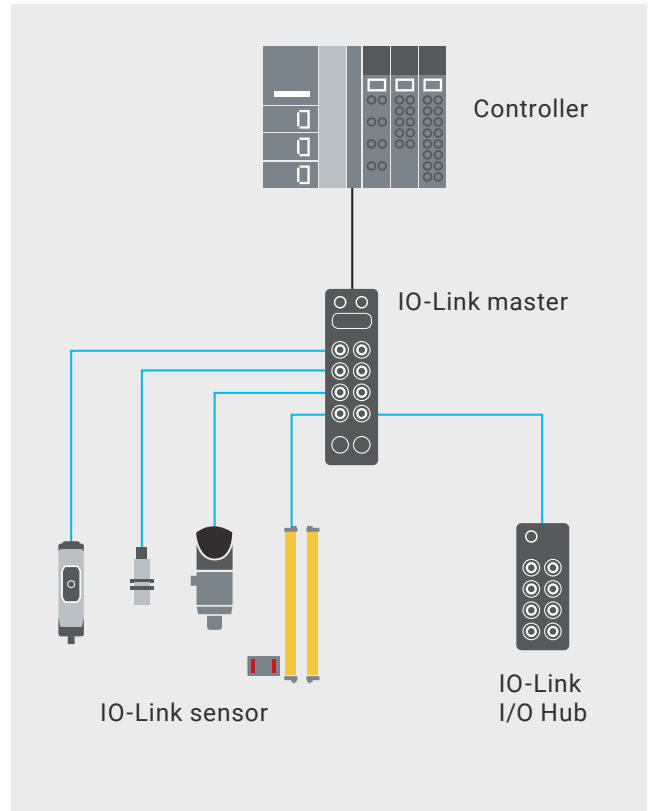 Controller
IO-Link master
IO-Link sensor
IO-Link
I/O Hub